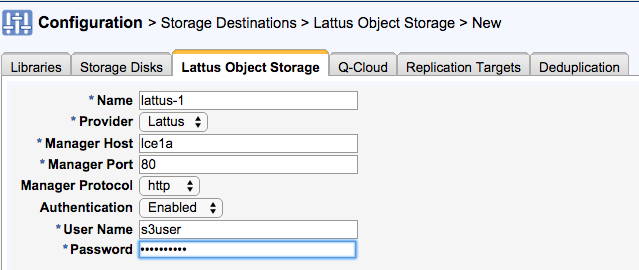 Configuration > Storage Destinations > Lattus Object Storage > New
Libraries Storage Disks Lattus Object Storage Q-Cloud Replication Targets Deduplication
* Name lattus-1
* Provider Lattus
* Manager Host lce1a
* Manager Port 80
Manager Protocol http
Authentication Enabled
* User Name s3user
* Password ••••••••••